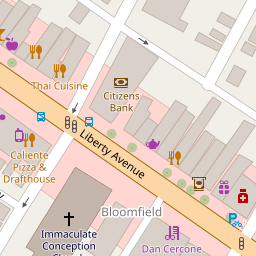 Thai Cuisine
Citizens
Bank
Liberty Avenue
Caliente
Pizza &
Drafthouse
Bloomfield
Immaculate
Conception
Dan Cercone